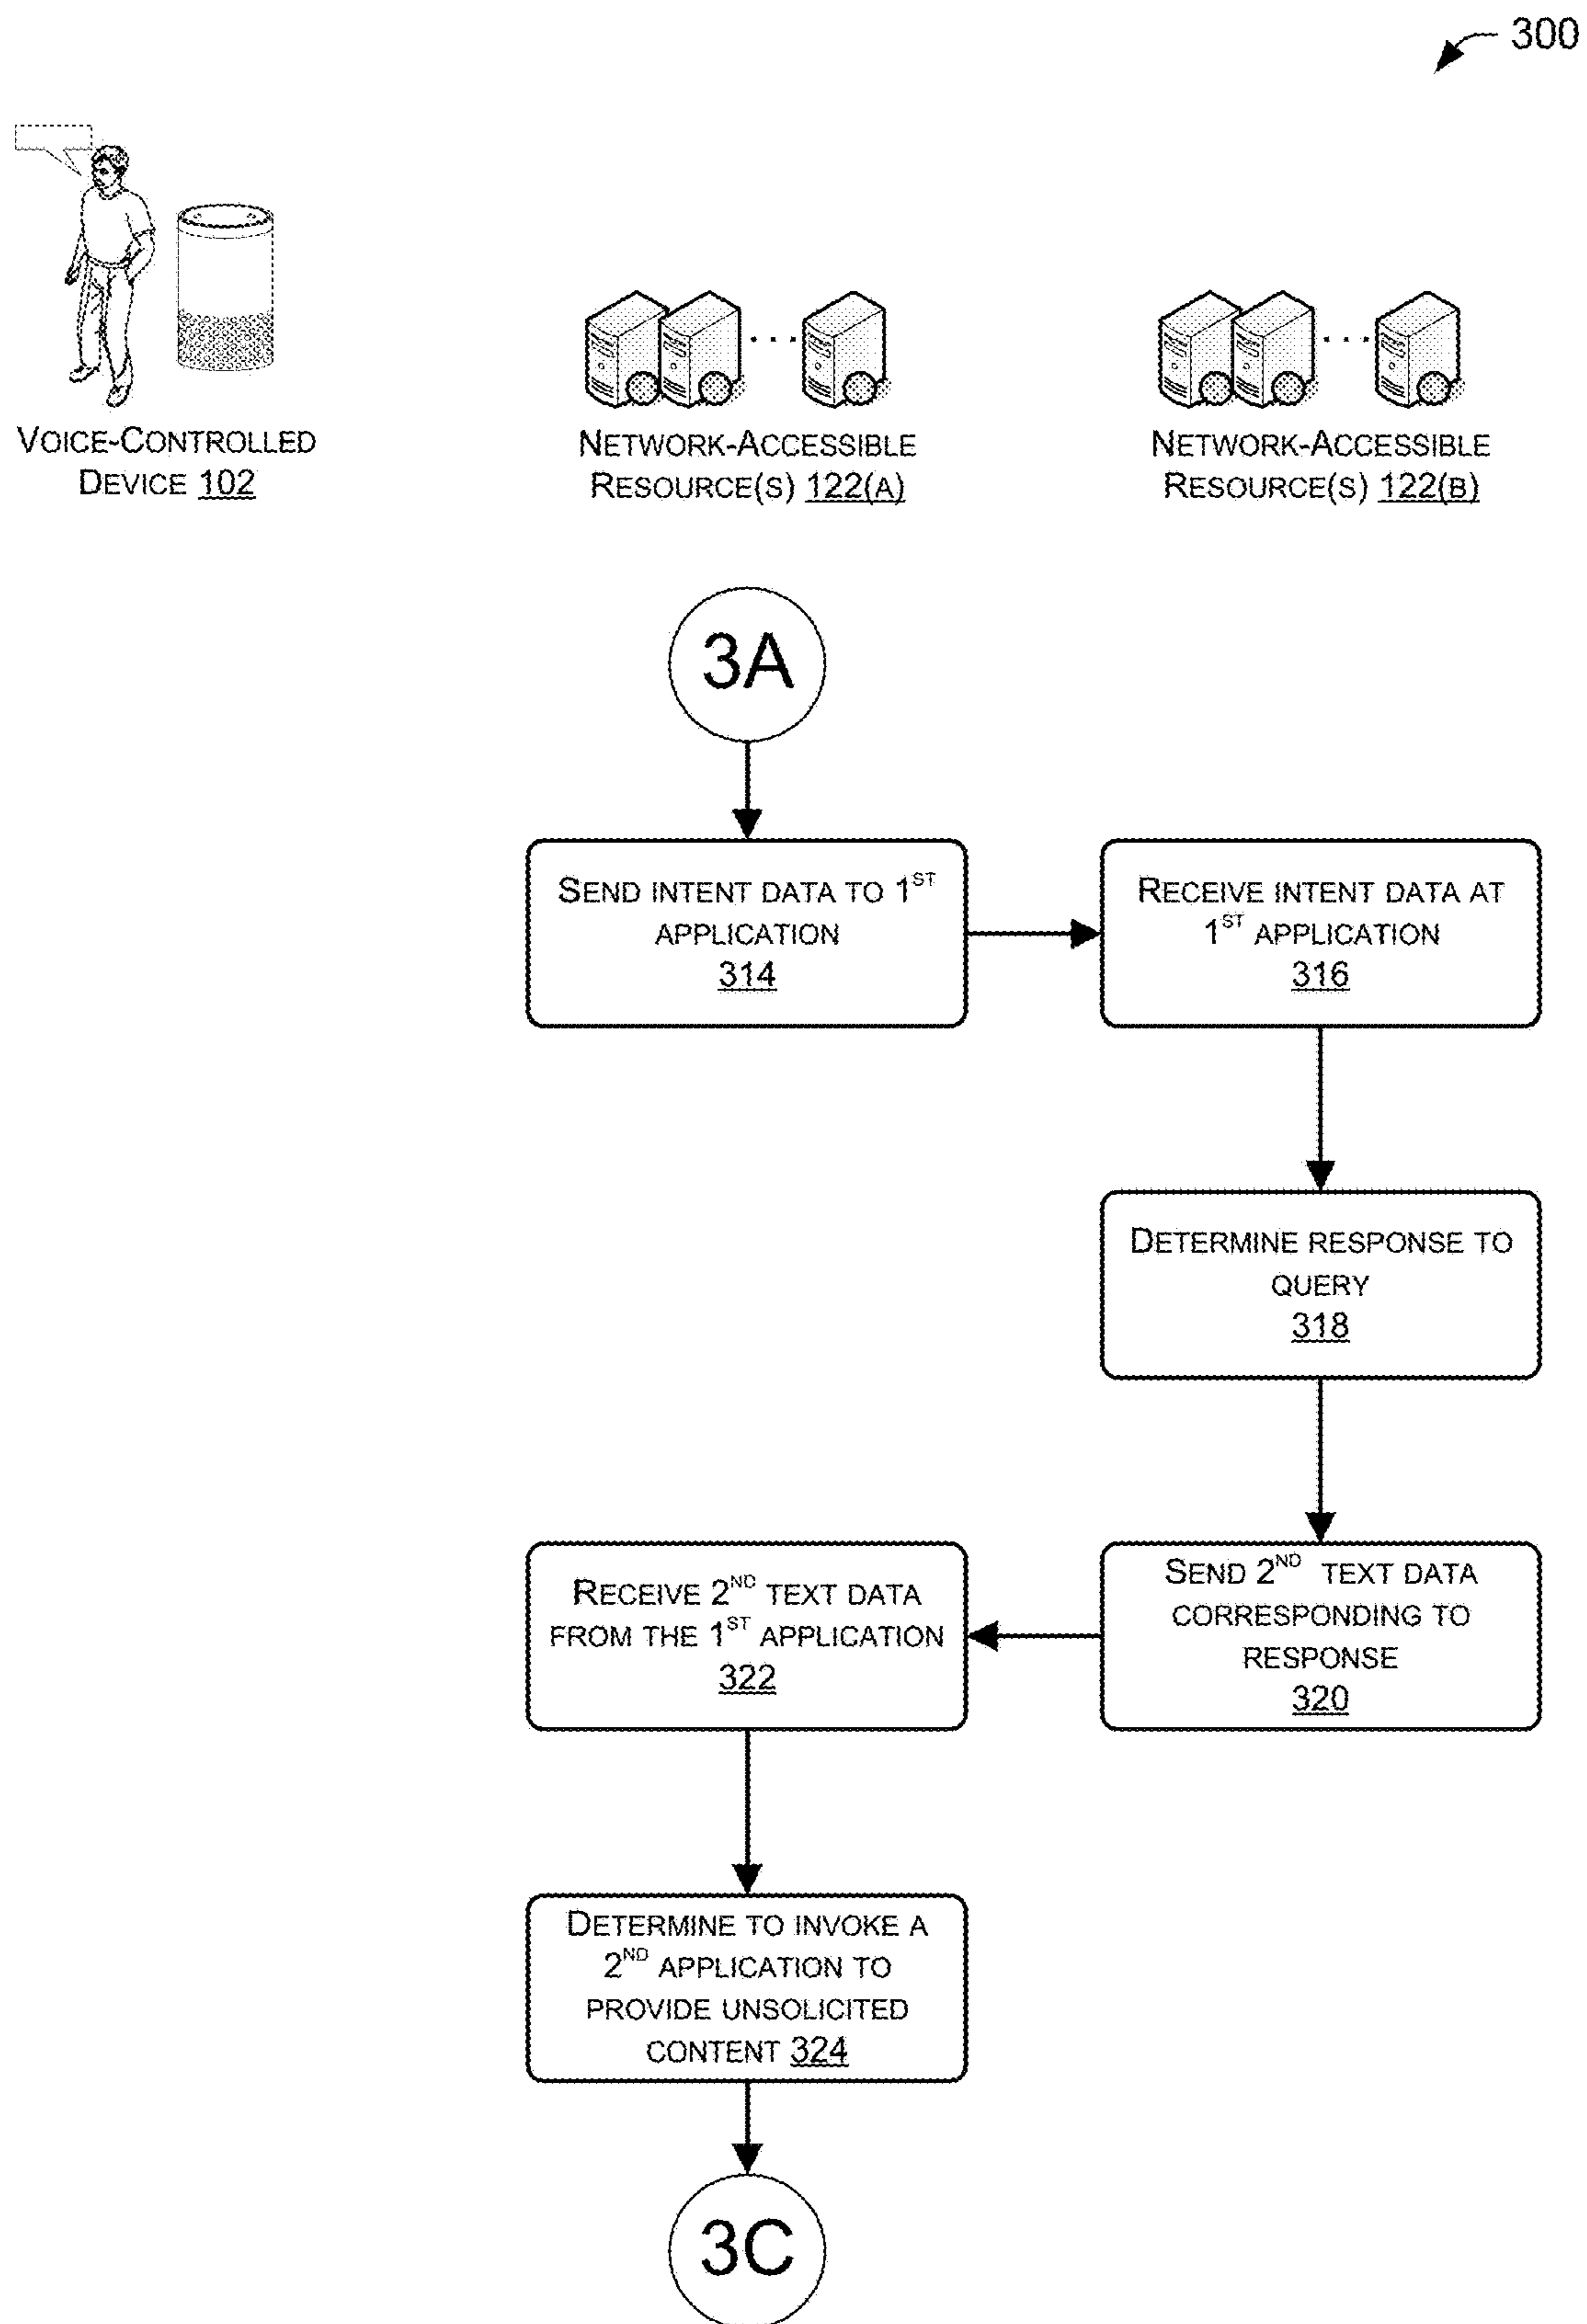 300
VOICE-CONTROLLED
DEVICE 102
NETWORK-ACCESSIBLE
RESOURCE(S) 122(A)
NETWORK-ACCESSIBLE
RESOURCE(S) 122(B)
3A
SEND INTENT DATA TO 1ST
APPLICATION
314
RECEIVE INTENT DATA AT
1ST APPLICATION
316
DETERMINE RESPONSE TO
QUERY
318
SEND 2ND TEXT DATA
CORRESPONDING TO
RESPONSE
320
RECEIVE 2ND TEXT DATA
FROM THE 1ST APPLICATION
322
DETERMINE TO INVOKE A
2ND APPLICATION TO
PROVIDE UNSOLICITED
CONTENT 324
3C